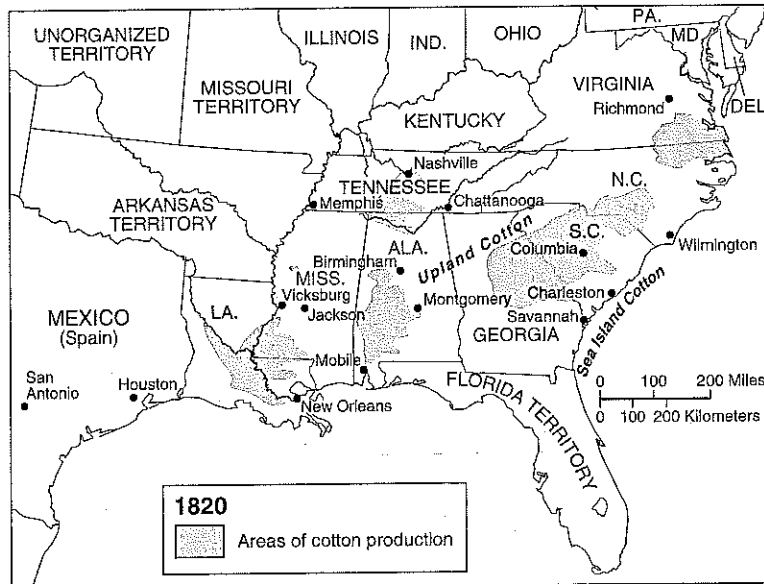 PA.
UNORGANIZED
TERRITORY
ILLINOIS
IND.
OHIO
MD
MISSOURI
TERRITORY
VIRGINIA
Richmond
DEL.
KENTUCKY
Nashville
TENNESSEE
Memphis
Chattanooga
N.C.
ARKANSAS
TERRITORY
Upland Cotton
S.C.
Columbia
Wilmington
ALA.
Birmingham
MISS.
Vicksburg
Jackson
Montgomery
Charleston
Savannah
GEORGIA
Sea Island Cotton
LA.
MEXICO
(Spain)
Mobile
San
Antonio
Houston
New Orleans
FLORIDA TERRITORY
0 100 200 Miles
0 100 200 Kilometers
1820
Areas of cotton production